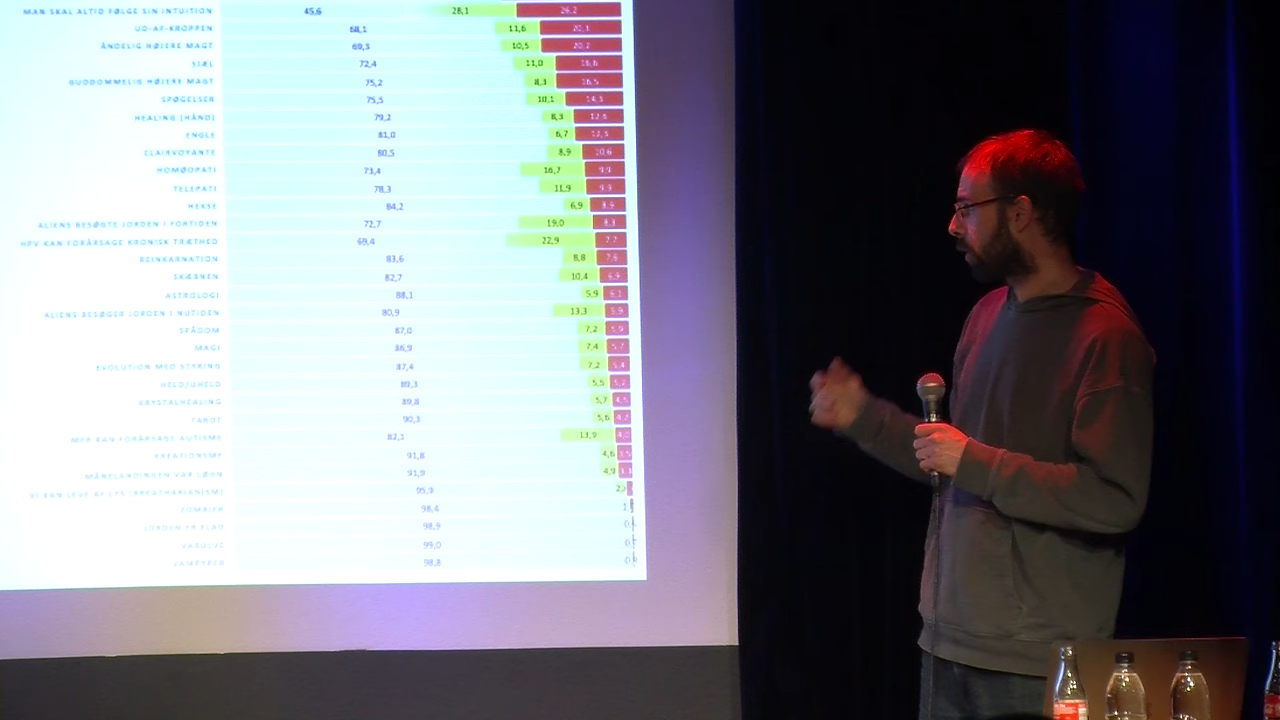 MAN SKAL ALTID FØLGE SIN INTUITION 45,6 28,1 26,2
UD-AF-KROPPEN 68,1 11,6 20,3
ÅNDELIG HØJERE MAGT 69,3 10,5 20,2
SJÆL 72,4 11,0 16,6
GUDDOMMELIG HØJERE MAGT 75,2 8,3 16,5
SPØGELSER 75,5 10,1 14,3
HEALING (HÅND) 79,2 8,3 12,6
ENGLE 81,0 6,7 12,3
CLAIRVOYANTE 80,5 8,9 10,6
HOMØOPATI 73,4 16,7 9,9
TELEPATI 78,3 11,9 9,9
HEKSE 84,2 6,9 8,9
ALIENS BESØGTE JORDEN I FORTIDEN 72,7 19,0 8,3
HPV KAN FORÅRSAGE KRONISK TRÆTHED 69,4 22,9 7,7
REINKARNATION 83,6 8,8 7,6
SKÆBNEN 82,7 10,4 6,9
ASTROLOGI 88,1 5,9 6,1
ALIENS BESØGER JORDEN I NUTIDEN 80,9 13,3 5,9
SPÅDOM 87,0 7,2 5,9
MAGI 86,9 7,4 5,7
EVOLUTION MED STYRING 87,4 7,2 5,4
HELD/UHELD 89,3 5,5 5,2
KRYSTALHEALING 89,8 5,7 4,5
TAROT 90,3 5,6 4,2
MFR KAN FORÅRSAGE AUTISME 82,1 13,9 4,0
KREATIONSME 91,8 4,6 3,5
MÅNELANDINGEN VAR LØGN 91,9 4,9 3,3
VI KAN LEVE AF LYS (BREATHARIANISM) 95,9
ZOMBIER 98,4
JORDEN ER FLAD 98,9
VARULVE 99,0
VAMPYRER 98,8